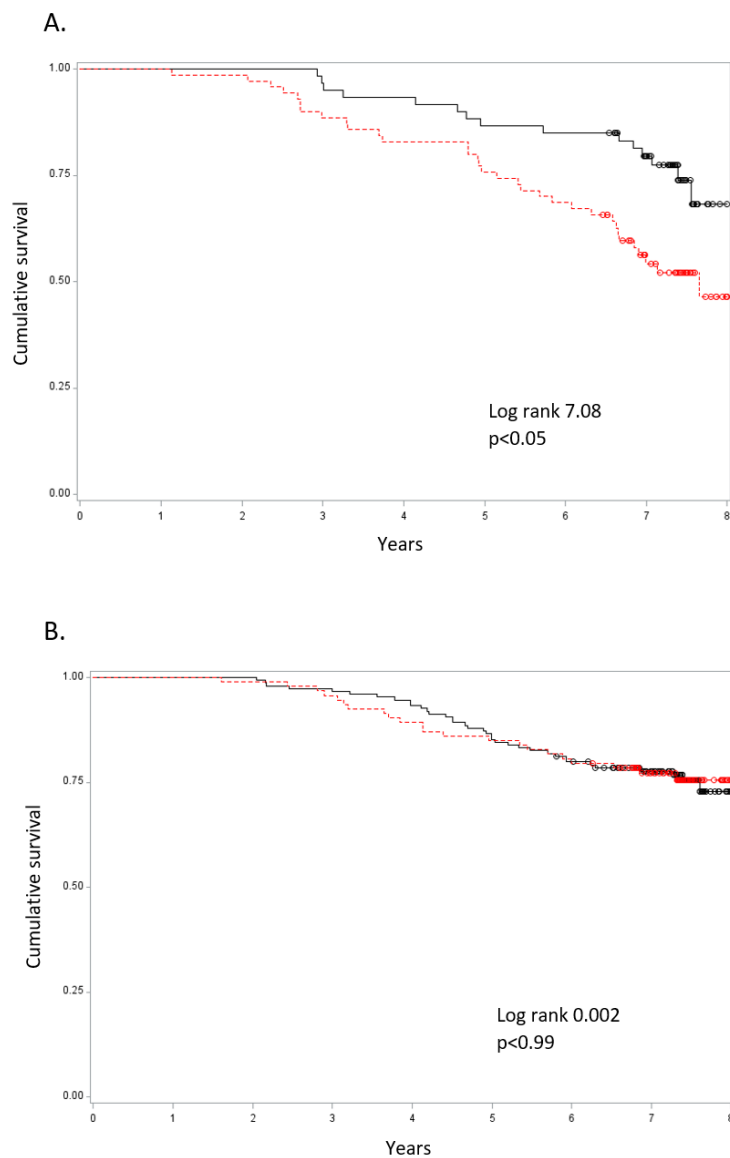 A.
1.00
0.75
0.50
0.25
0.00
Cumulative survival
Log rank 7.08
p<0.05
0 1 2 3 4 5 6 7 8
Years
B.
1.00
0.75
0.50
0.25
0.00
Cumulative survival
Log rank 0.002
p<0.99
0 1 2 3 4 5 6 7 8
Years